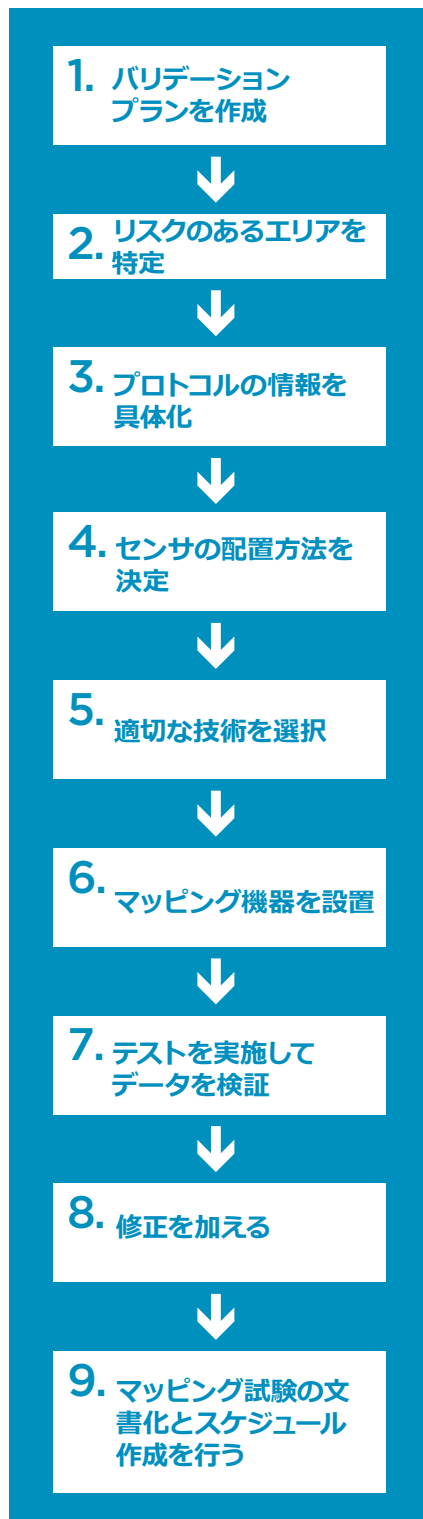 1. バリデーション
プランを作成
2. リスクのあるエリアを
特定
3. プロトコルの情報を
具体化
4. センサの配置方法を
決定
5. 適切な技術を選択
6. マッピング機器を設置
7. テストを実施して
データを検証
8. 修正を加える
9. マッピング試験の文
書化とスケジュール
作成を行う